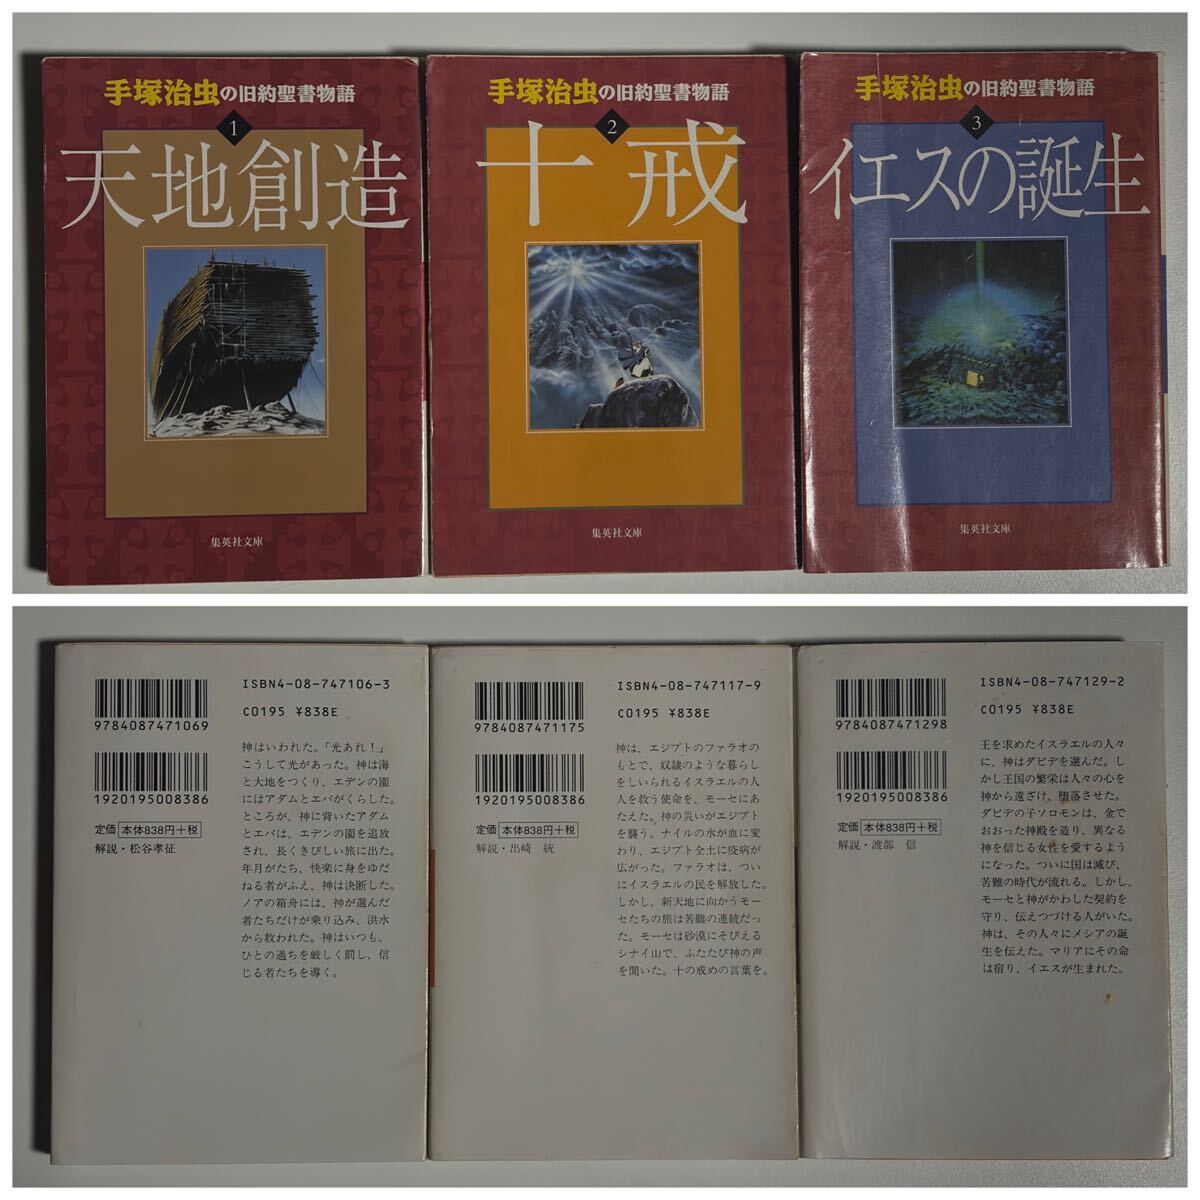 手塚治虫の旧約聖書物語
1
天地創造
集英社文庫
手塚治虫の旧約聖書物語
2
十戒
集英社文庫
手塚治虫の旧約聖書物語
3
イエスの誕生
集英社文庫
ISBN4-08-747106-3
C0195 ¥838E
9784087471069
1920195008386
定価 本体838円+税
解説・松谷孝征
神はいわれた。「光あれ！」
こうして光があった。神は海
と大地をつくり、エデンの園
にはアダムとエバがくらした。
ところが、神に背いたアダム
とエバは、エデンの園を追放
され、長くきびしい旅に出た。
年月がたち、快楽に身をゆだ
ねる者がふえ、神は決断した。
ノアの箱舟には、神が選んだ
者たちだけが乗り込み、洪水
から救われた。神はいつも、
ひとの過ちを厳しく罰し、信
じる者たちを導く。
ISBN4-08-747117-9
C0195 ¥838E
9784087471175
1920195008386
定価 本体838円+税
解説・出崎 統
神は、エジプトのファラオの
もとで、奴隷のような暮らし
をしいられるイスラエルの人
人を救う使命を、モーセにあ
たえた。神の災いがエジプト
を襲う。ナイルの水が血に変
わり、エジプト全土に疫病が
広がった。ファラオは、つい
にイスラエルの民を解放した。
しかし、新天地に向かうモー
セたちの旅は苦難の連続だっ
た。モーセは砂漠にそびえる
シナイ山で、ふたたび神の声
を聞いた。十の戒めの言葉を。
ISBN4-08-747129-2
C0195 ¥838E
9784087471298
1920195008386
定価 本体838円+税
解説・渡部 信
王を求めたイスラエルの人々
に、神はダビデを選んだ。し
かし王国の繁栄は人々の心を
神から遠ざけ、堕落させた。
ダビデの子ソロモンは、金で
おおった神殿を造り、異なる
神を信じる女性を愛するよう
になった。ついに国は滅び、
苦難の時代が流れる。しかし、
モーセと神がかわした契約を
守り、伝えつづける人がいた。
神は、その人々にメシアの誕
生を伝えた。マリアにその命
は宿り、イエスが生まれた。